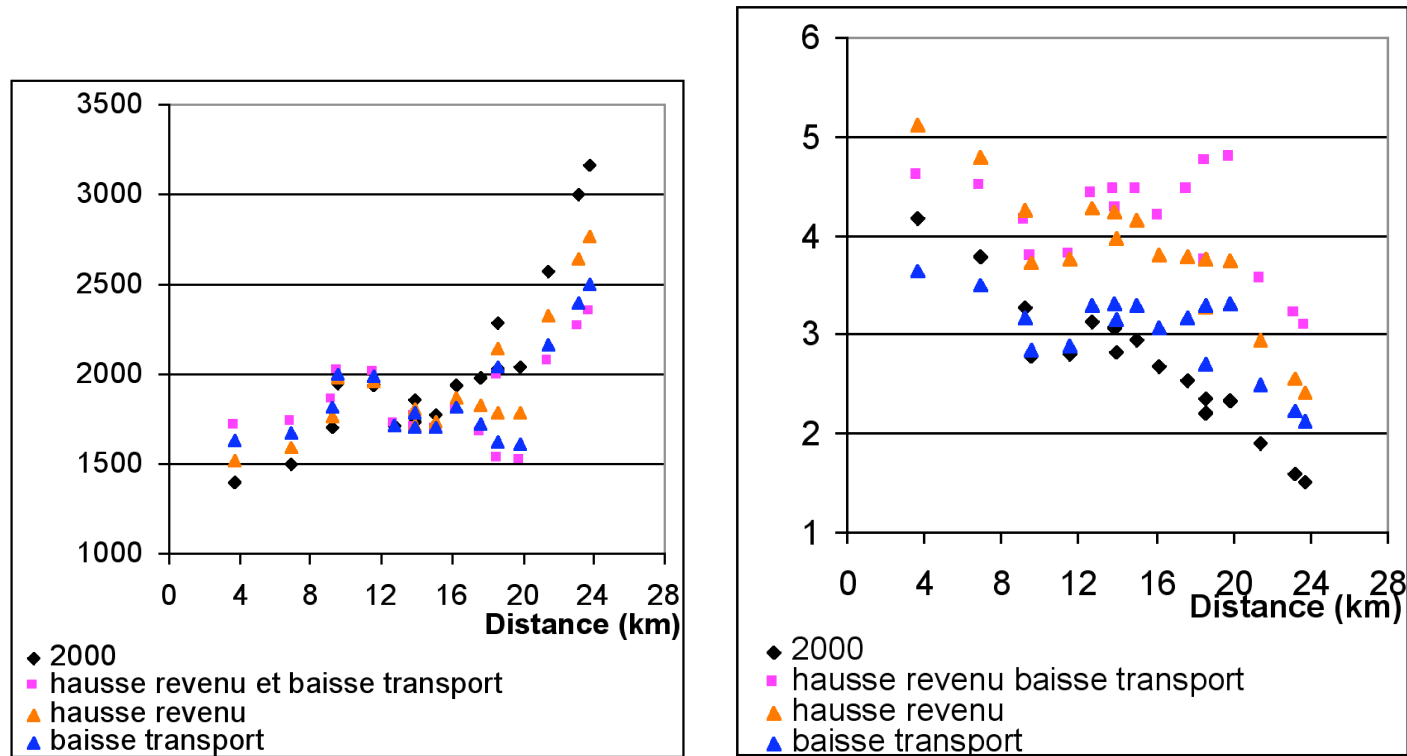 3500
3000
2500
2000
1500
1000
0 4 8 12 16 20 24 28
Distance (km)
2000
hausse revenu et baisse transport
hausse revenu
baisse transport
6
5
4
3
2
1
0 4 8 12 16 20 24 28
Distance (km)
2000
hausse revenu baisse transport
hausse revenu
baisse transport